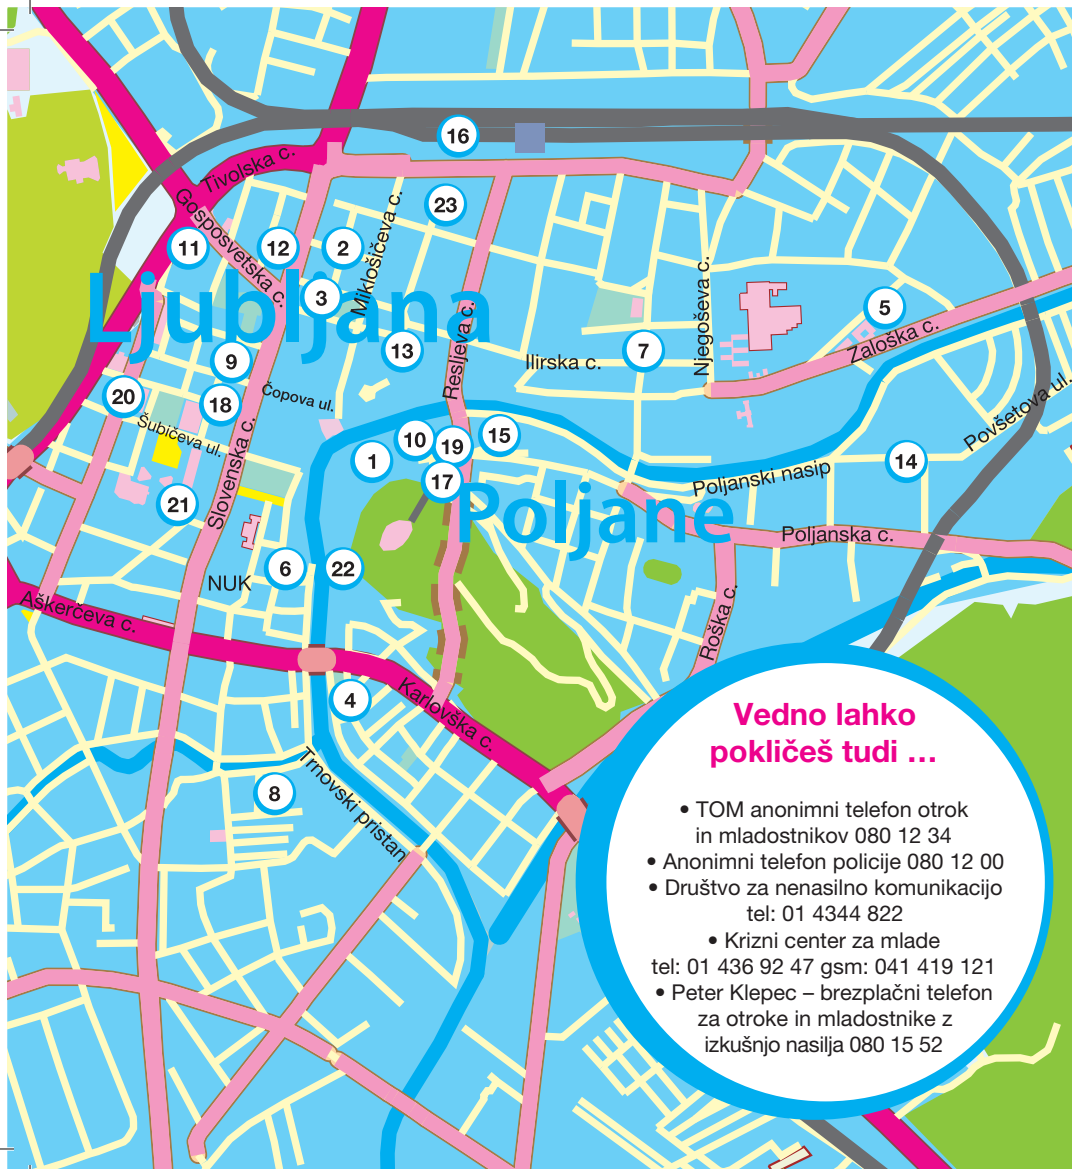 16
Tivolska c.
23
Gosposvetska c.
11
12
2
Miklošičeva c.
Ljubljana
3
Njegoševa c.
5
Resljeva c.
13
7
Zaloška c.
9
Ilirska c.
20
18
Čopova ul.
Šubičeva ul.
Povšetova ul.
10
19
15
1
14
17
Poljanski nasip
Slovenska c.
21
Poljane
Poljanska c.
6
22
NUK
Aškerčeva c.
Roška c.
4
Karlovška c.
Trnovski pristan
8
Vedno lahko
pokličeš tudi ...
• TOM anonimni telefon otrok
in mladostnikov 080 12 34
• Anonimni telefon policije 080 12 00
• Društvo za nenasilno komunikacijo
tel: 01 4344 822
• Krizni center za mlade
tel: 01 436 92 47 gsm: 041 419 121
• Peter Klepec – brezplačni telefon
za otroke in mladostnike z
izkušnjo nasilja 080 15 52